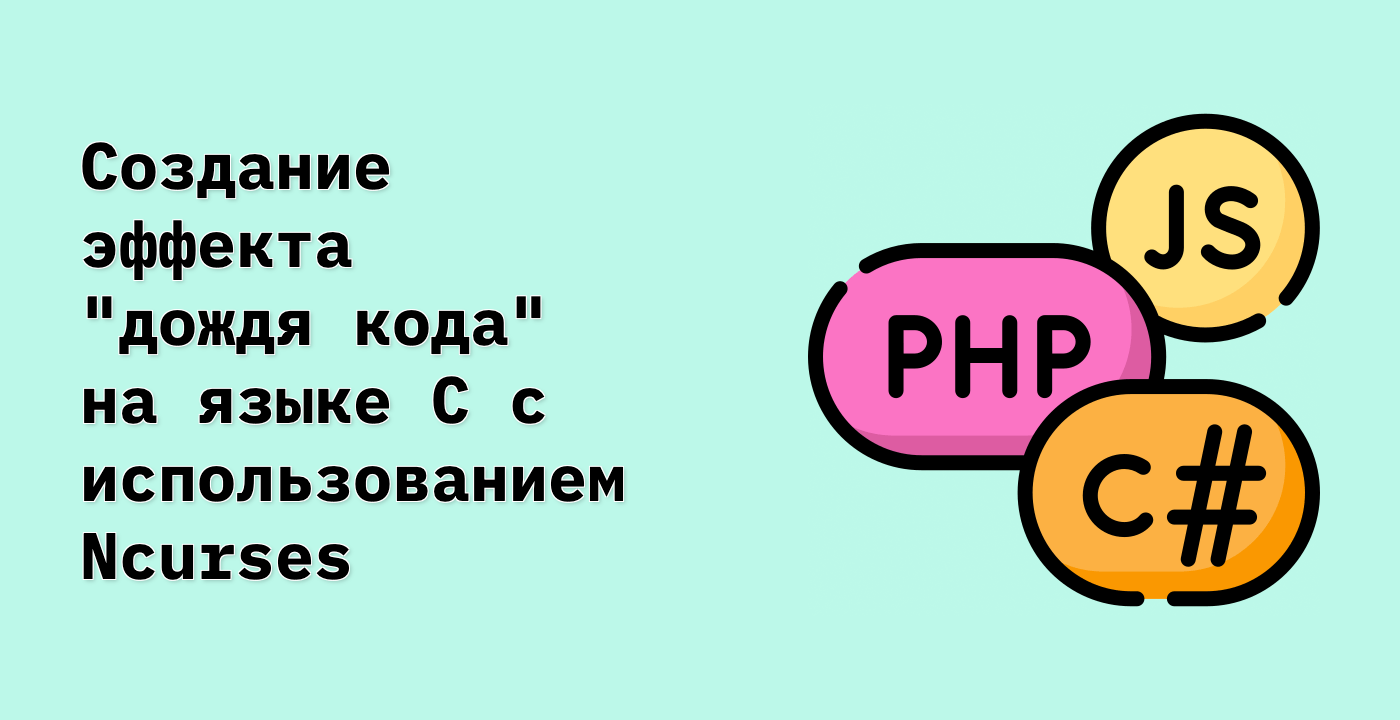 Создание
эффекта
"дождя кода"
на языке C с
использованием
Ncurses
JS
PHP
C#